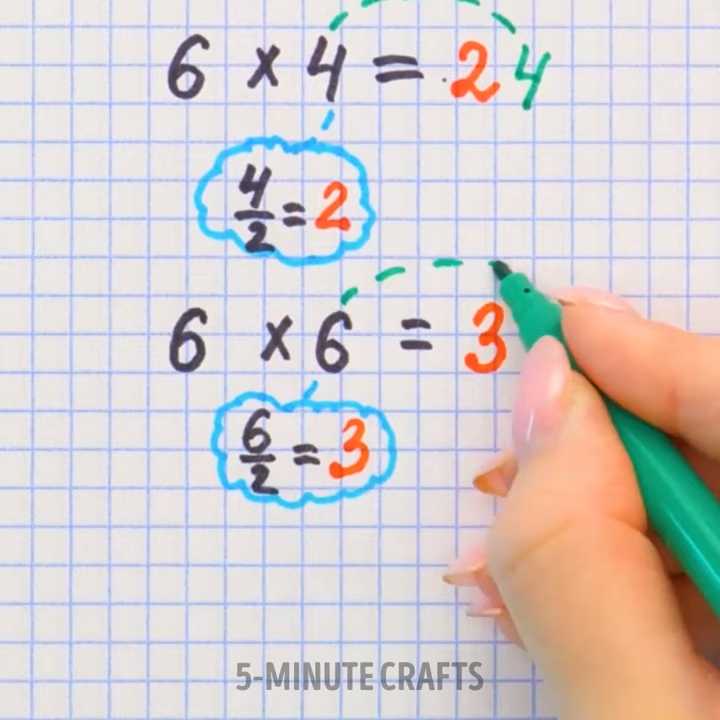 6 × 4 = 24
4/2 = 2
6 × 6 = 3
6/2 = 3
5-MINUTE CRAFTS